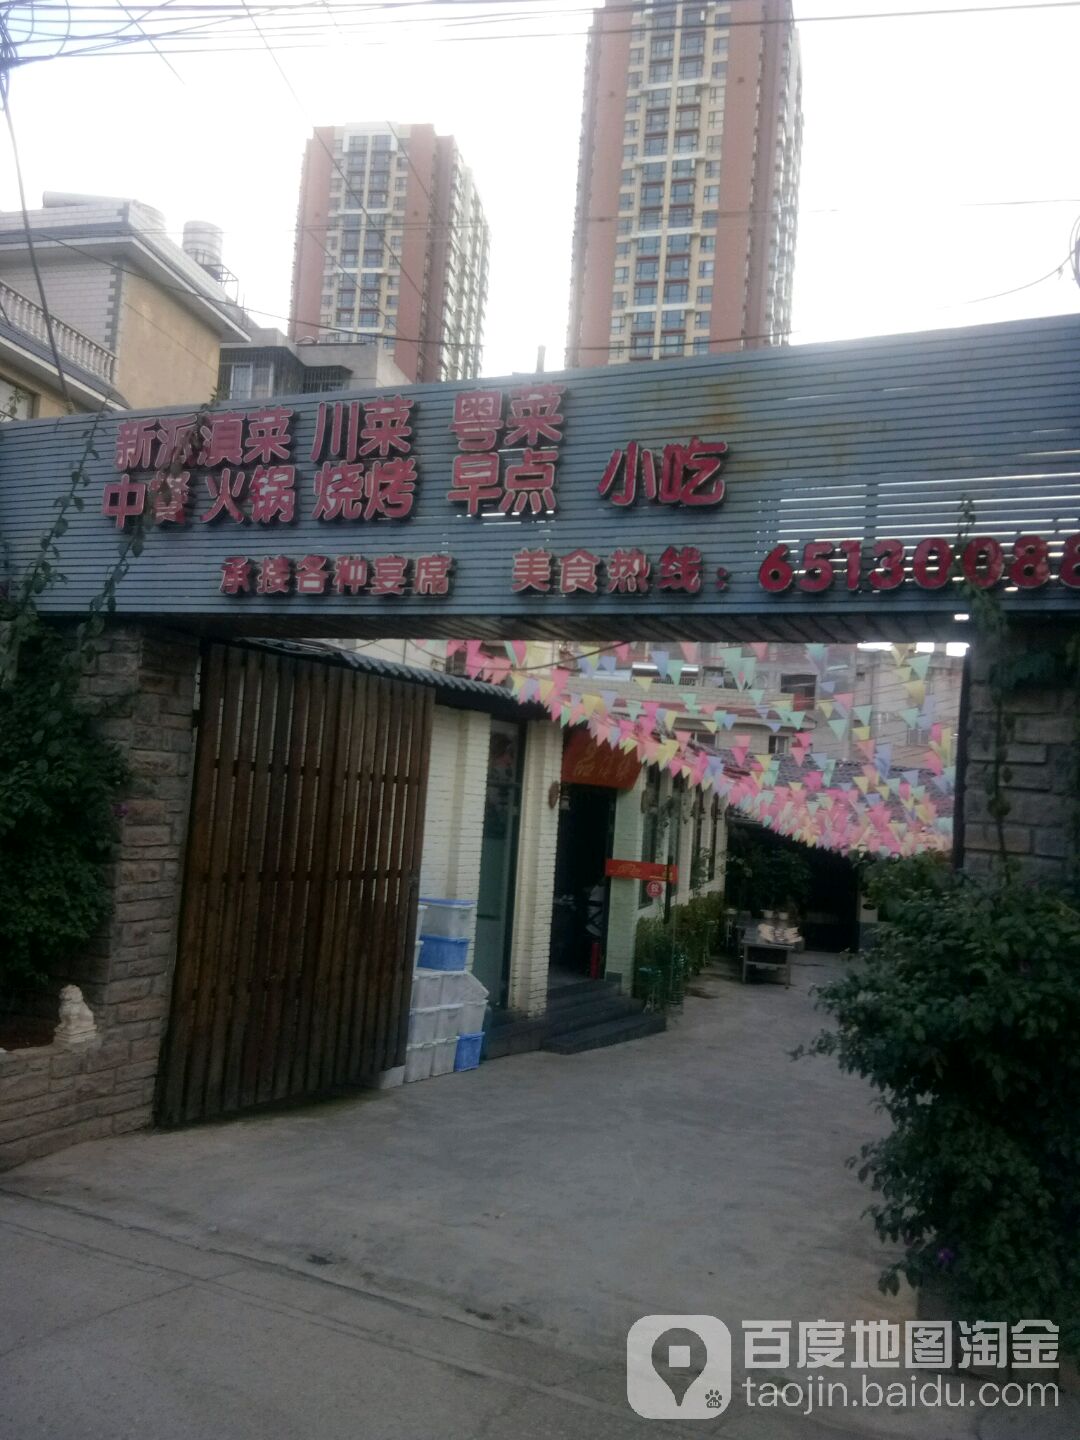 新派滇菜 川菜 粤菜
中餐 火锅 烧烤 早点 小吃
承接各种宴席 美食热线：65130088
百度地图淘金
taojin.baidu.com